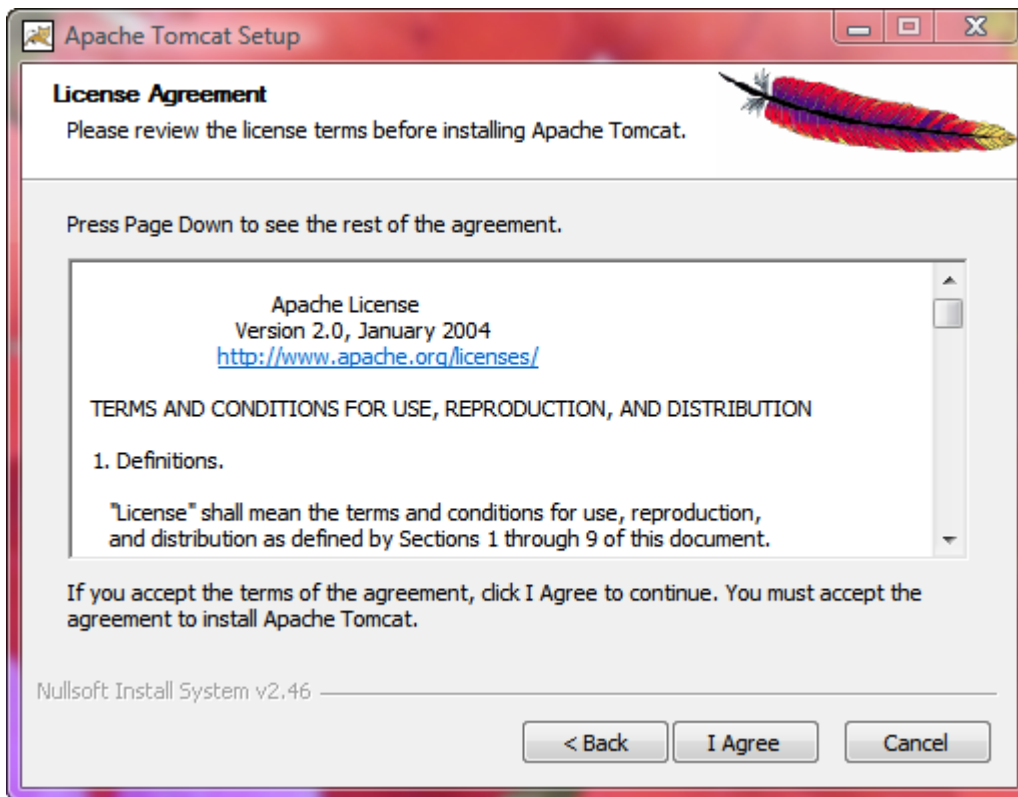 Apache Tomcat Setup
License Agreement
Please review the license terms before installing Apache Tomcat.
Press Page Down to see the rest of the agreement.
Apache License
Version 2.0, January 2004
http://www.apache.org/licenses/
TERMS AND CONDITIONS FOR USE, REPRODUCTION, AND DISTRIBUTION
1. Definitions.
"License" shall mean the terms and conditions for use, reproduction,
and distribution as defined by Sections 1 through 9 of this document.
If you accept the terms of the agreement, click I Agree to continue. You must accept the
agreement to install Apache Tomcat.
Nullsoft Install System v2.46
< Back
I Agree
Cancel